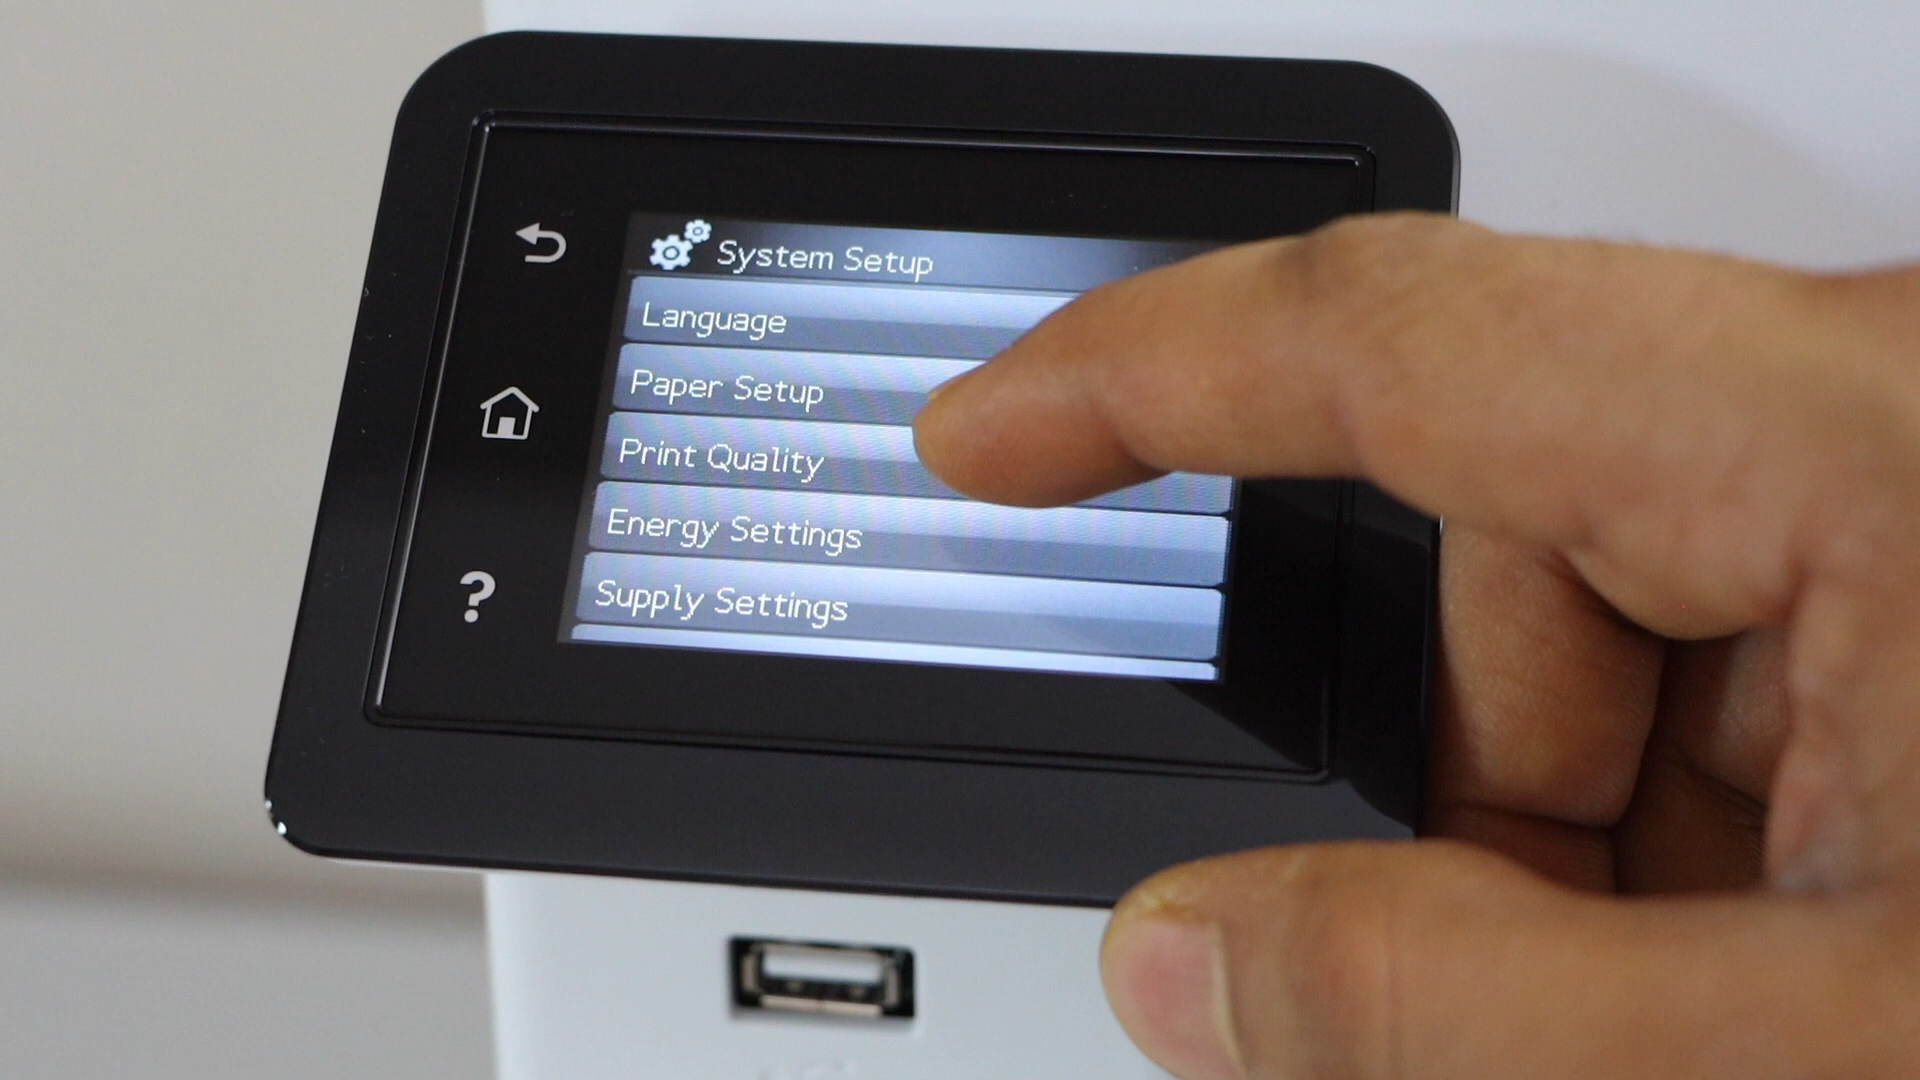 System Setup
Language
Paper Setup
Print Quality
Energy Settings
Supply Settings
?